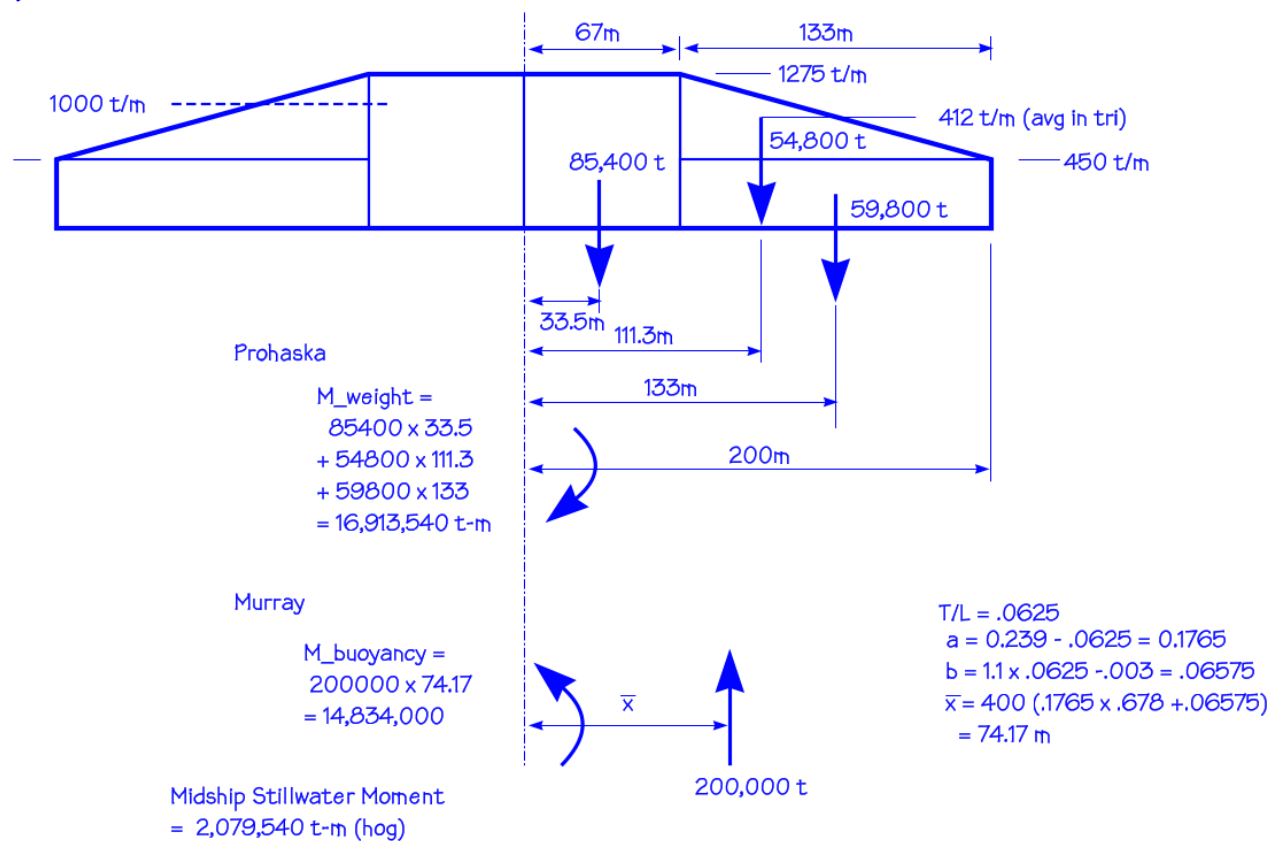 67m
133m
1275 t/m
1000 t/m
412 t/m (avg in tri)
54,800 t
85,400 t
450 t/m
59,800 t
33.5m
111.3m
Prohaska
133m
M_weight =
85400 x 33.5
+ 54800 x 111.3
+ 59800 x 133
= 16,913,540 t-m
200m
Murray
M_buoyancy =
200000 x 74.17
= 14,834,000
x̅
T/L = .0625
a = 0.239 - .0625 = 0.1765
b = 1.1 x .0625 -.003 = .06575
x̅ = 400 (.1765 x .678 +.06575)
= 74.17 m
200,000 t
Midship Stillwater Moment
= 2,079,540 t-m (hog)